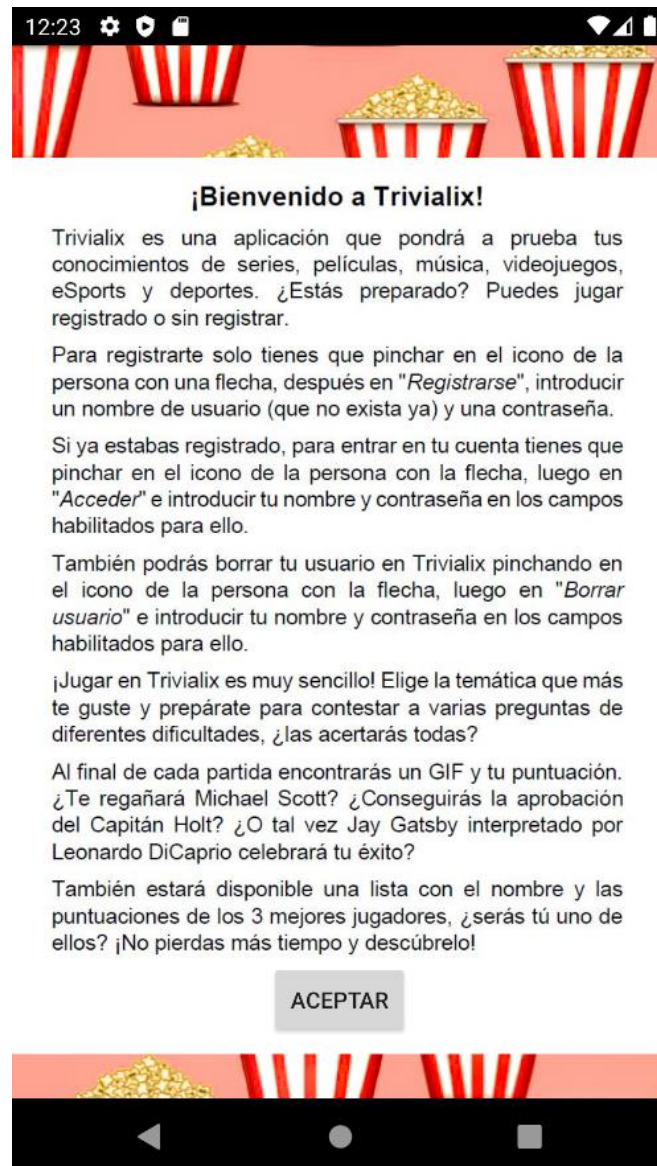 12:23
¡Bienvenido a Trivialix!
Trivialix es una aplicación que pondrá a prueba tus
conocimientos de series, películas, música, videojuegos,
eSports y deportes. ¿Estás preparado? Puedes jugar
registrado o sin registrar.
Para registrarte solo tienes que pinchar en el icono de la
persona con una flecha, después en "Registrarse", introducir
un nombre de usuario (que no exista ya) y una contraseña.
Si ya estabas registrado, para entrar en tu cuenta tienes que
pinchar en el icono de la persona con la flecha, luego en
"Acceder" e introducir tu nombre y contraseña en los campos
habilitados para ello.
También podrás borrar tu usuario en Trivialix pinchando en
el icono de la persona con la flecha, luego en "Borrar
usuario" e introducir tu nombre y contraseña en los campos
habilitados para ello.
¡Jugar en Trivialix es muy sencillo! Elige la temática que más
te guste y prepárate para contestar a varias preguntas de
diferentes dificultades, ¿las acertarás todas?
Al final de cada partida encontrarás un GIF y tu puntuación.
¿Te regañará Michael Scott? ¿Conseguirás la aprobación
del Capitán Holt? ¿O tal vez Jay Gatsby interpretado por
Leonardo DiCaprio celebrará tu éxito?
También estará disponible una lista con el nombre y las
puntuaciones de los 3 mejores jugadores, ¿serás tú uno de
ellos? ¡No pierdas más tiempo y descúbrelo!
ACEPTAR